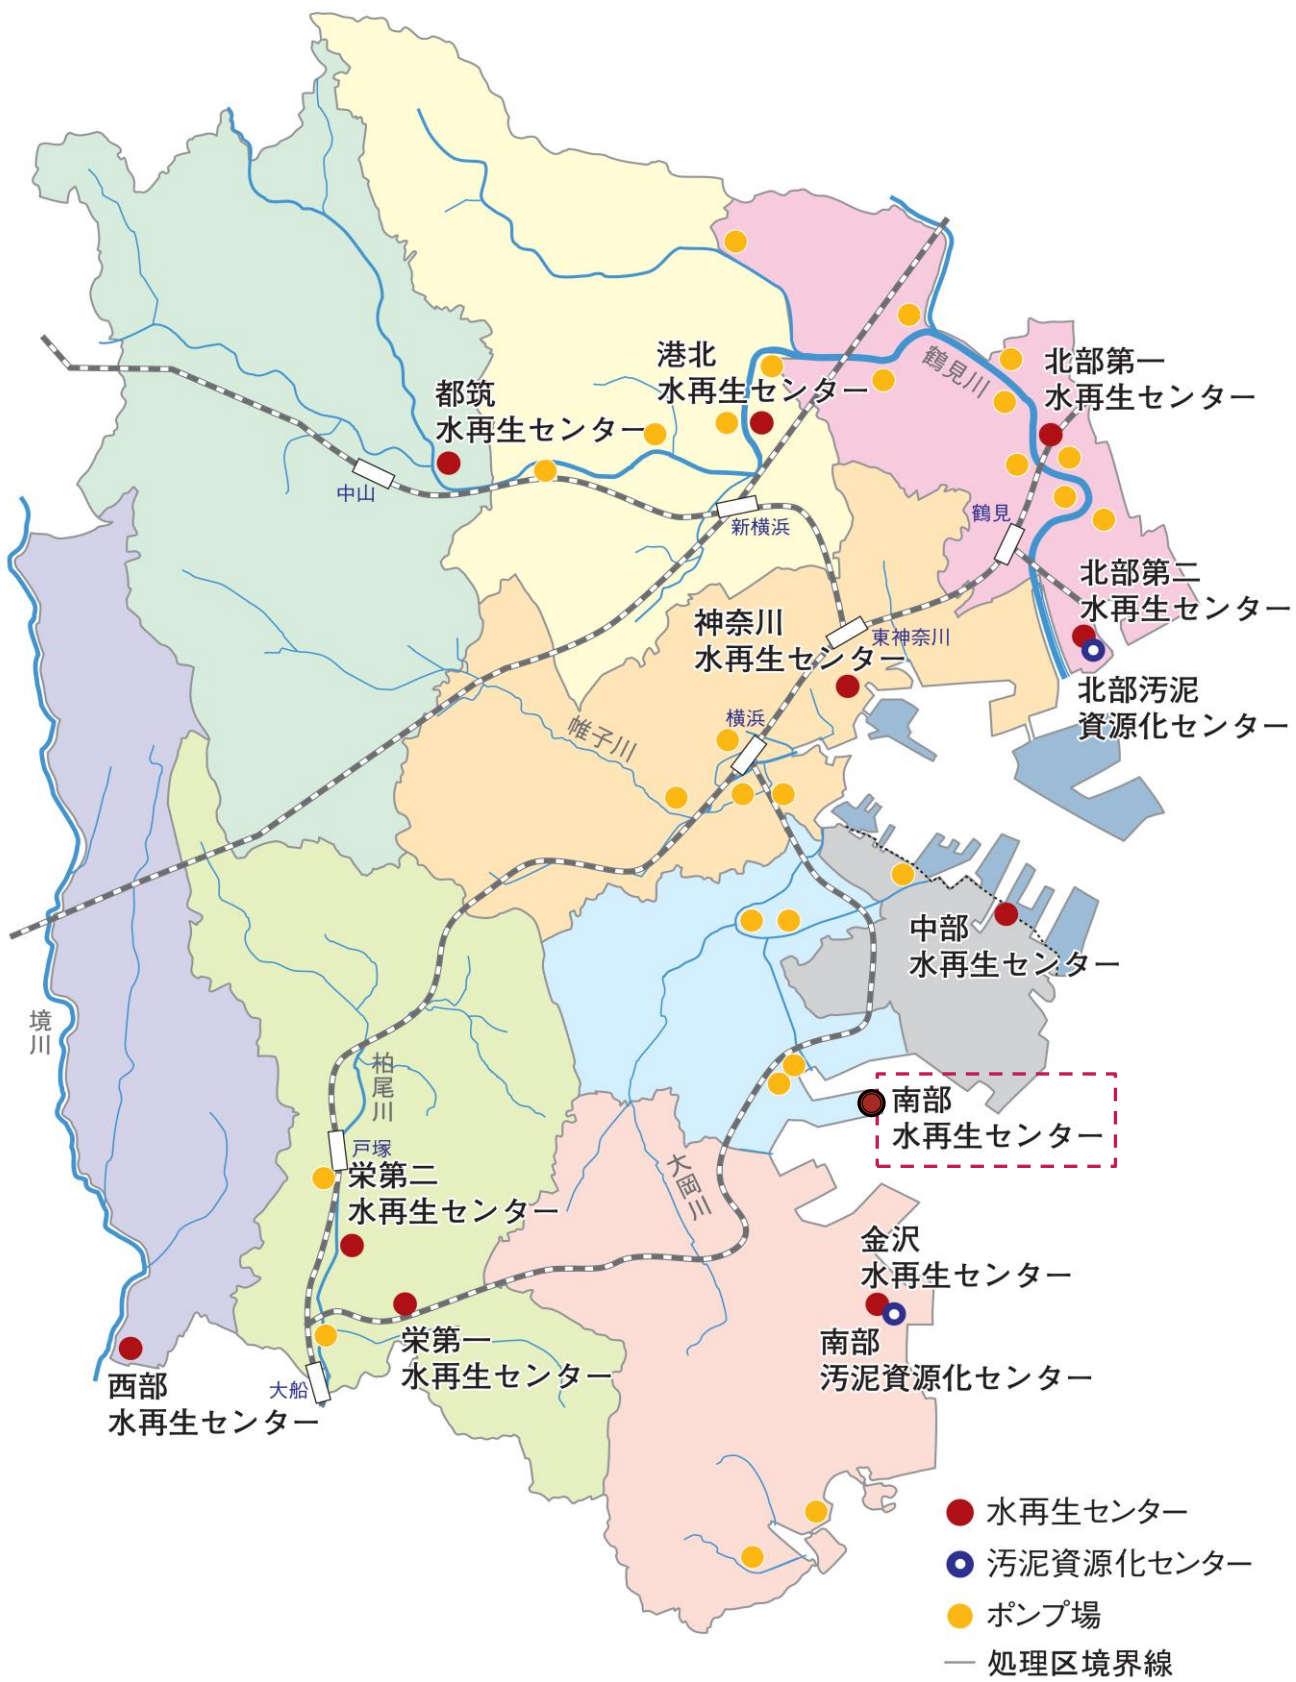 港北
水再生センター
鶴見川
北部第一
水再生センター
都筑
水再生センター
中山
新横浜
鶴見
北部第二
水再生センター
神奈川
水再生センター
東神奈川
北部汚泥
資源化センター
横浜
帷子川
中部
水再生センター
境川
柏尾川
南部
水再生センター
戸塚
栄第二
水再生センター
大岡川
金沢
水再生センター
南部
汚泥資源化センター
栄第一
水再生センター
西部
水再生センター
大船
水再生センター
汚泥資源化センター
ポンプ場
処理区境界線